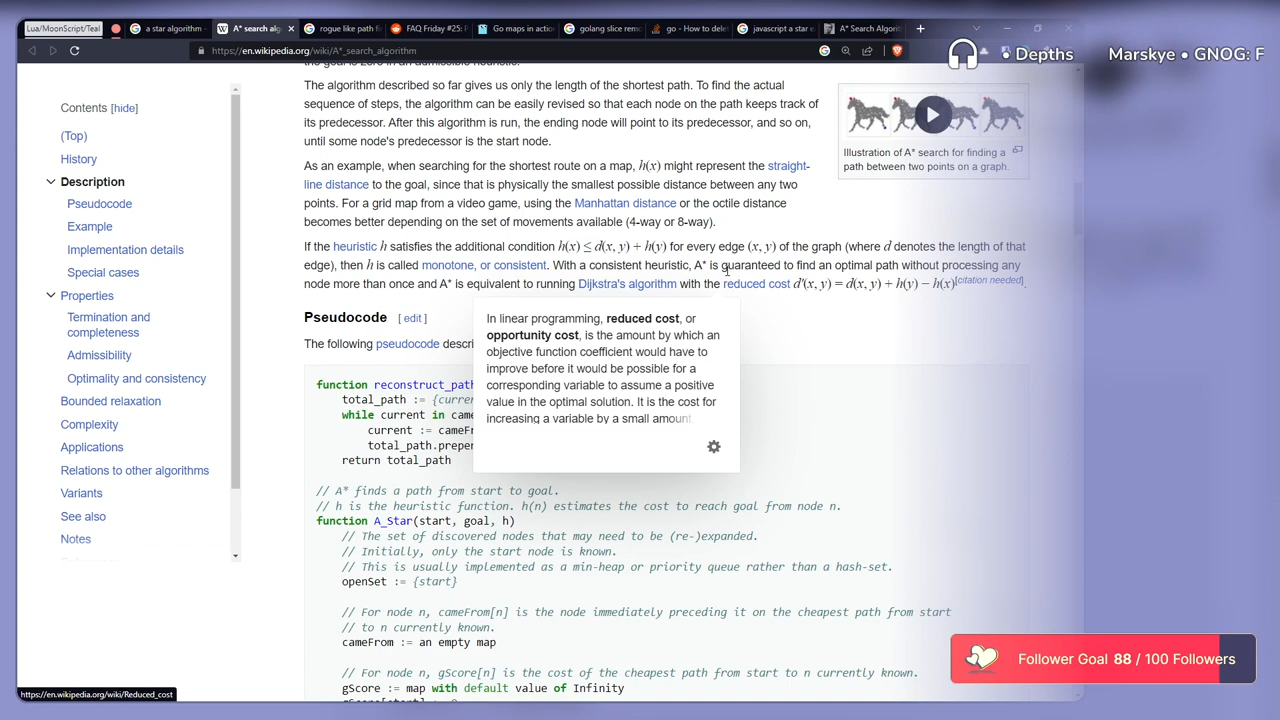 Lua/MoonScript/Teal
a star algorithm -
A* search alg
rogue like path fi
FAQ Friday #25: F
Go maps in action
golang slice rem
go - How to delet
javascript a star a
A* Search Algorit
https://en.wikipedia.org/wiki/A*_search_algorithm
• Depths
Marskye • GNOG: F
Contents [hide]
(Top)
History
Description
Pseudocode
Example
Implementation details
Special cases
Properties
Termination and
completeness
Admissibility
Optimality and consistency
Bounded relaxation
Complexity
Applications
Relations to other algorithms
Variants
See also
Notes
the goal is zero in an admissible heuristic.
The algorithm described so far gives us only the length of the shortest path. To find the actual
sequence of steps, the algorithm can be easily revised so that each node on the path keeps track of
its predecessor. After this algorithm is run, the ending node will point to its predecessor, and so on,
until some node's predecessor is the start node.
Illustration of A* search for finding a
path between two points on a graph.
As an example, when searching for the shortest route on a map, h(x) might represent the straight-
line distance to the goal, since that is physically the smallest possible distance between any two
points. For a grid map from a video game, using the Manhattan distance or the octile distance
becomes better depending on the set of movements available (4-way or 8-way).
If the heuristic h satisfies the additional condition h(x) ≤ d(x, y) + h(y) for every edge (x, y) of the graph (where d denotes the length of that
edge), then h is called monotone, or consistent. With a consistent heuristic, A* is guaranteed to find an optimal path without processing any
node more than once and A* is equivalent to running Dijkstra's algorithm with the reduced cost d'(x, y) = d(x, y) + h(y) − h(x)[citation needed].
Pseudocode [ edit ]
The following pseudocode descri
In linear programming, reduced cost, or
opportunity cost, is the amount by which an
objective function coefficient would have to
improve before it would be possible for a
corresponding variable to assume a positive
value in the optimal solution. It is the cost for
increasing a variable by a small amount
function reconstruct_path
total_path := {curre
while current in came
current := cameFr
total_path.prepen
return total_path
// A* finds a path from start to goal.
// h is the heuristic function. h(n) estimates the cost to reach goal from node n.
function A_Star(start, goal, h)
// The set of discovered nodes that may need to be (re-)expanded.
// Initially, only the start node is known.
// This is usually implemented as a min-heap or priority queue rather than a hash-set.
openSet := {start}
// For node n, cameFrom[n] is the node immediately preceding it on the cheapest path from start
// to n currently known.
cameFrom := an empty map
// For node n, gScore[n] is the cost of the cheapest path from start to n currently known.
gScore := map with default value of Infinity
Follower Goal 88 / 100 Followers
https://en.wikipedia.org/wiki/Reduced_cost